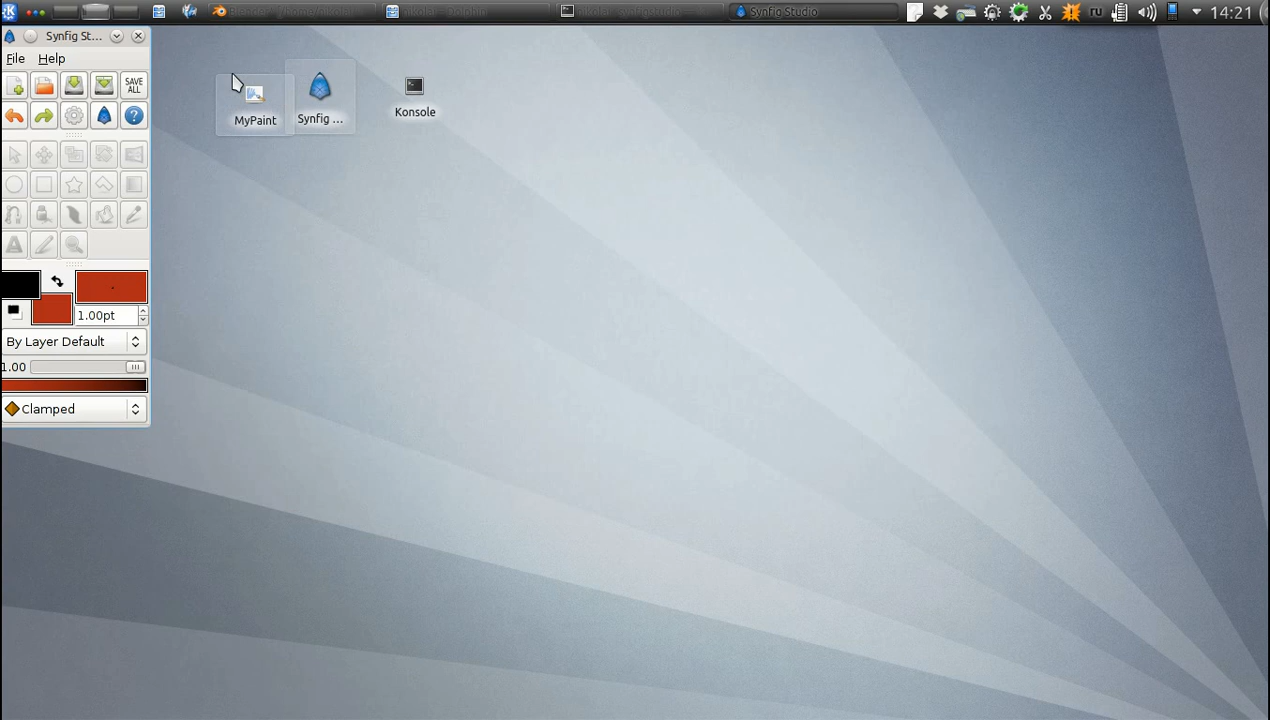 Synfig Studio
ru
14:21
Synfig St...
File Help
SAVE ALL
MyPaint
Synfig ...
Konsole
1.00pt
By Layer Default
1.00
Clamped